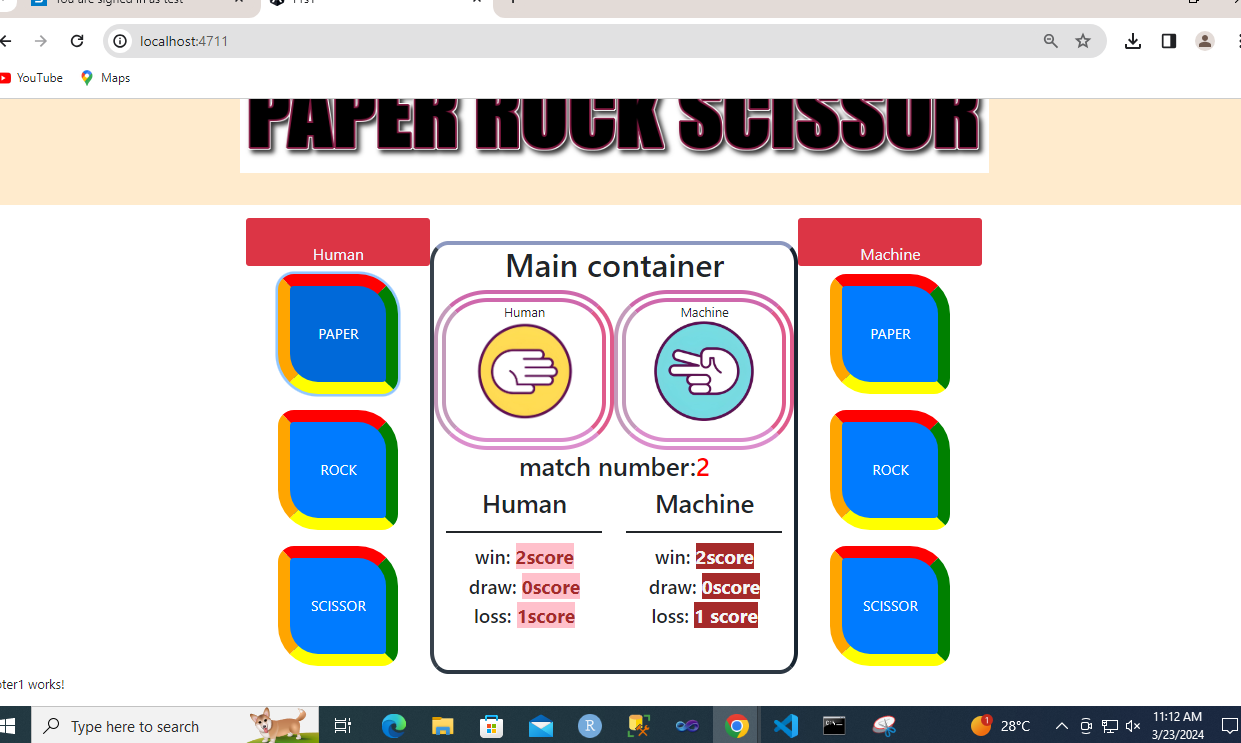 You are signed in as test
localhost:4711
YouTube Maps
PAPER ROCK SCISSOR
Human
Machine
Main container
Human
Machine
PAPER
PAPER
match number:2
ROCK
ROCK
Human
Machine
win: 2score
win: 2score
draw: 0score
draw: 0score
loss: 1score
loss: 1 score
SCISSOR
SCISSOR
oter1 works!
Type here to search
R
1
28°C
11:12 AM
3/23/2024